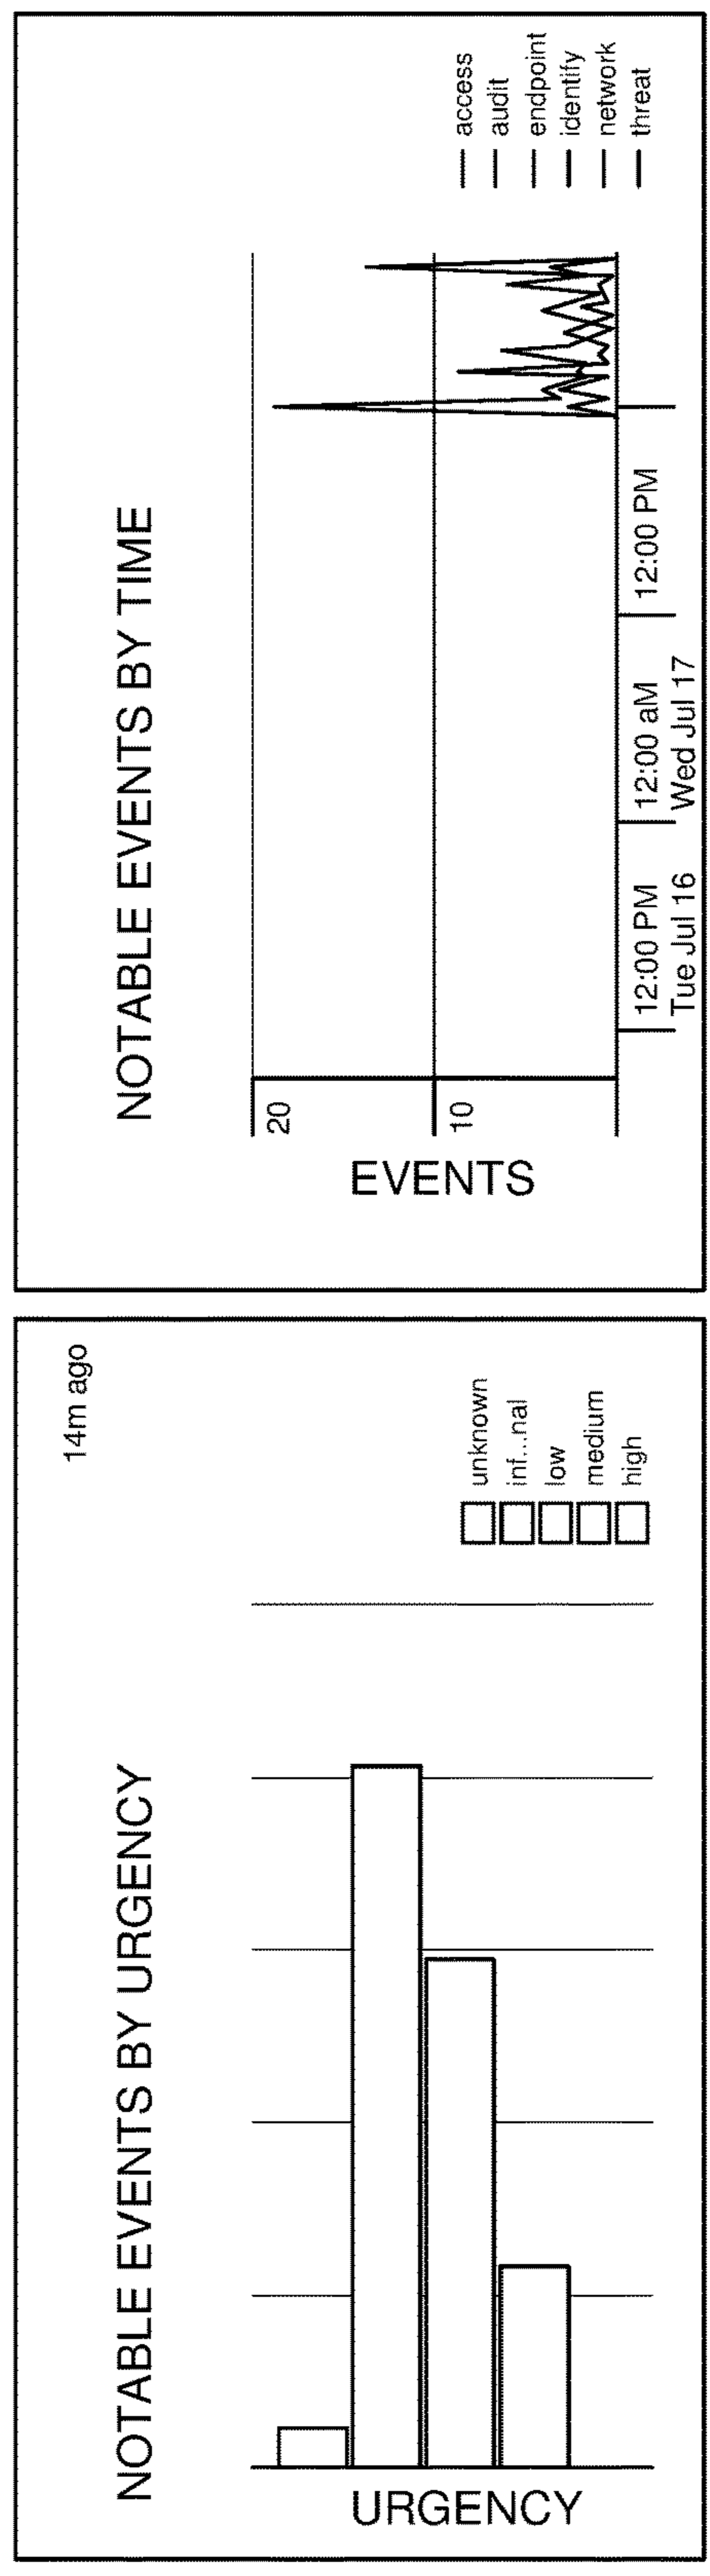 NOTABLE EVENTS BY URGENCY
14m ago
URGENCY
unknown
inf...nal
low
medium
high
NOTABLE EVENTS BY TIME
EVENTS
20
10
12:00 PM
Tue Jul 16
12:00 aM
Wed Jul 17
12:00 PM
access
audit
endpoint
identify
network
threat